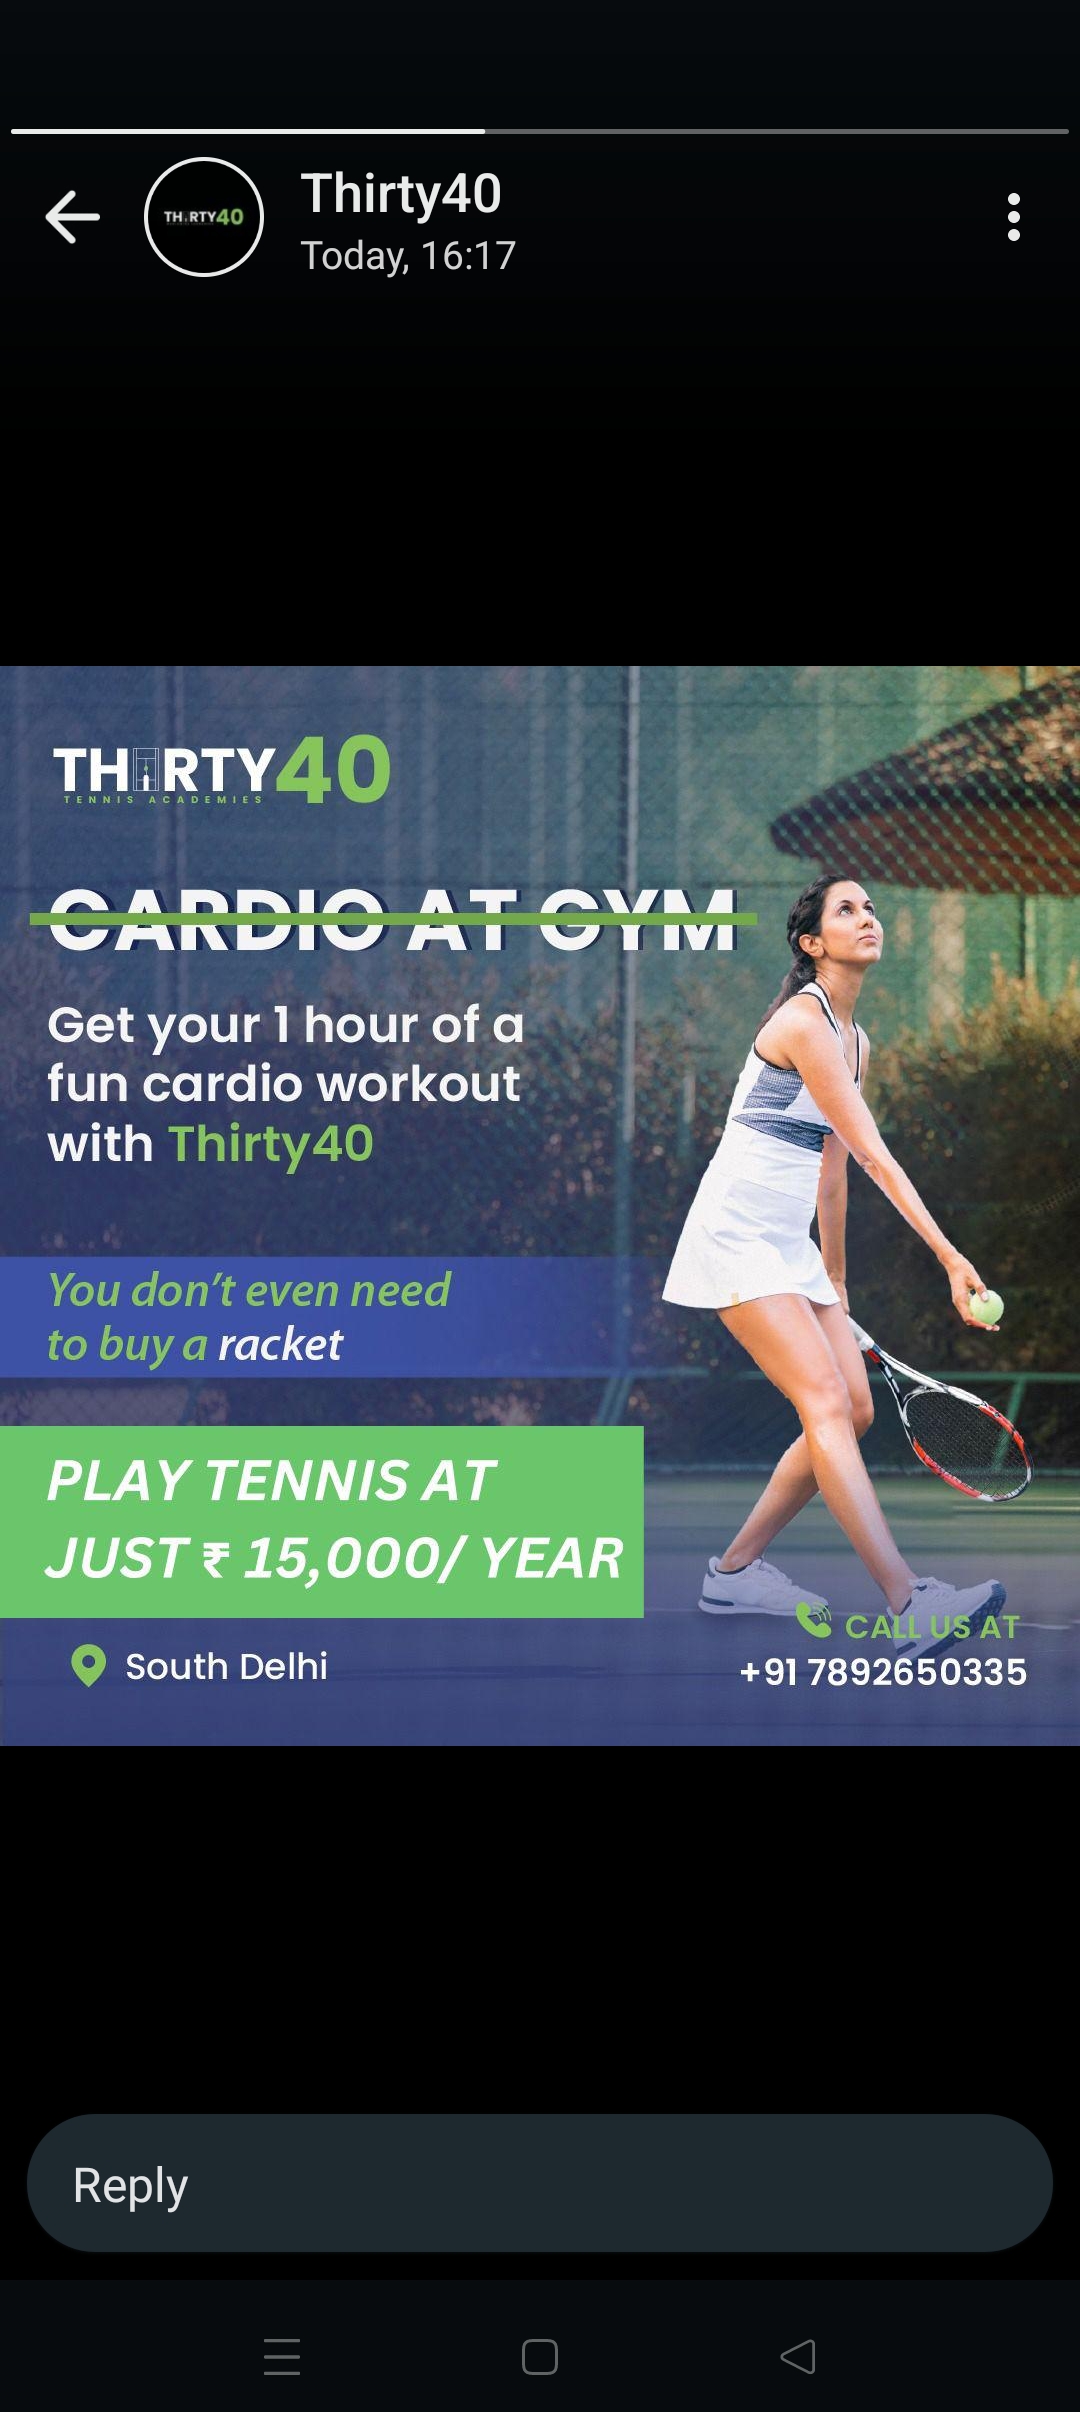 Thirty40
Today, 16:17
THIRTY40
THIRTY40
TENNIS ACADEMIES
CARDIO AT GYM
Get your 1 hour of a
fun cardio workout
with Thirty40
You don't even need
to buy a racket
PLAY TENNIS AT
JUST ₹ 15,000/ YEAR
South Delhi
CALL US AT
+91 7892650335
Reply